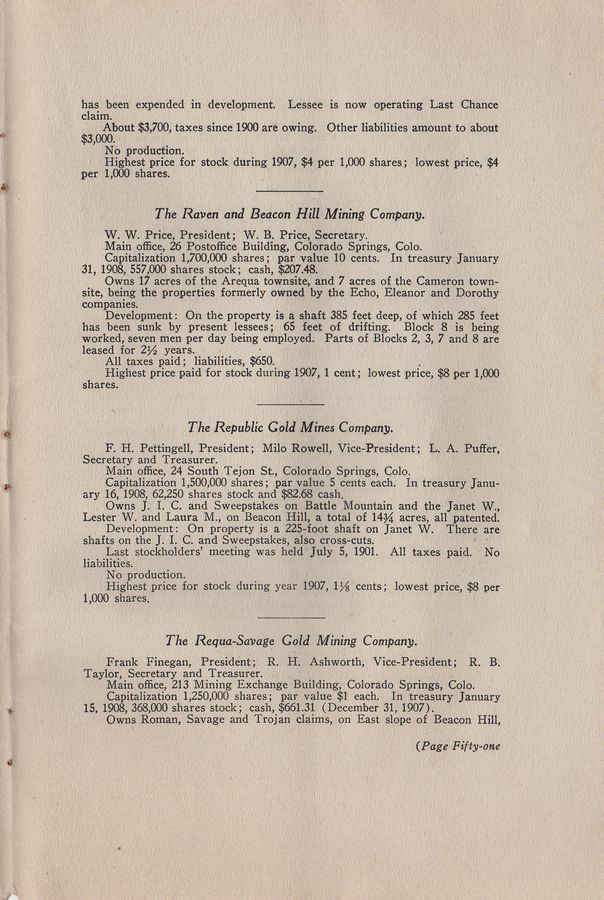 has been expended in development. Lessee is now operating Last Chance
claim.
About $3,700, taxes since 1900 are owing. Other liabilities amount to about
$3,000.
No production.
Highest price for stock during 1907, $4 per 1,000 shares; lowest price, $4
per 1,000 shares.
The Raven and Beacon Hill Mining Company.
W. W. Price, President; W. B. Price, Secretary.
Main office, 26 Postoffice Building, Colorado Springs, Colo.
Capitalization 1,700,000 shares; par value 10 cents. In treasury January
31, 1908, 557,000 shares stock; cash, $207.48.
Owns 17 acres of the Arequa townsite, and 7 acres of the Cameron town-
site, being the properties formerly owned by the Echo, Eleanor and Dorothy
companies.
Development: On the property is a shaft 385 feet deep, of which 285 feet
has been sunk by present lessees; 65 feet of drifting. Block 8 is being
worked, seven men per day being employed. Parts of Blocks 2, 3, 7 and 8 are
leased for 2½ years.
All taxes paid; liabilities, $650.
Highest price paid for stock during 1907, 1 cent; lowest price, $8 per 1,000
shares.
The Republic Gold Mines Company.
F. H. Pettingell, President; Milo Rowell, Vice-President; L. A. Puffer,
Secretary and Treasurer.
Main office, 24 South Tejon St., Colorado Springs, Colo.
Capitalization 1,500,000 shares; par value 5 cents each. In treasury Janu-
ary 16, 1908, 62,250 shares stock and $82.68 cash.
Owns J. I. C. and Sweepstakes on Battle Mountain and the Janet W.,
Lester W. and Laura M., on Beacon Hill, a total of 14¾ acres, all patented.
Development: On property is a 225-foot shaft on Janet W. There are
shafts on the J. I. C. and Sweepstakes, also cross-cuts.
Last stockholders' meeting was held July 5, 1901. All taxes paid. No
liabilities.
No production.
Highest price for stock during year 1907, 1⅛ cents; lowest price, $8 per
1,000 shares.
The Requa-Savage Gold Mining Company.
Frank Finegan, President; R. H. Ashworth, Vice-President; R. B.
Taylor, Secretary and Treasurer.
Main office, 213 Mining Exchange Building, Colorado Springs, Colo.
Capitalization 1,250,000 shares; par value $1 each. In treasury January
15, 1908, 368,000 shares stock; cash, $661.31 (December 31, 1907).
Owns Roman, Savage and Trojan claims, on East slope of Beacon Hill,
(Page Fifty-one